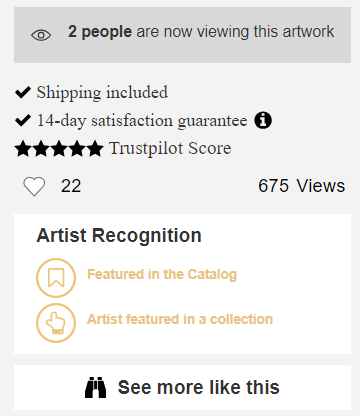 2 people are now viewing this artwork
Shipping included
14-day satisfaction guarantee
Trustpilot Score
22 675 Views
Artist Recognition
Featured in the Catalog
Artist featured in a collection
See more like this